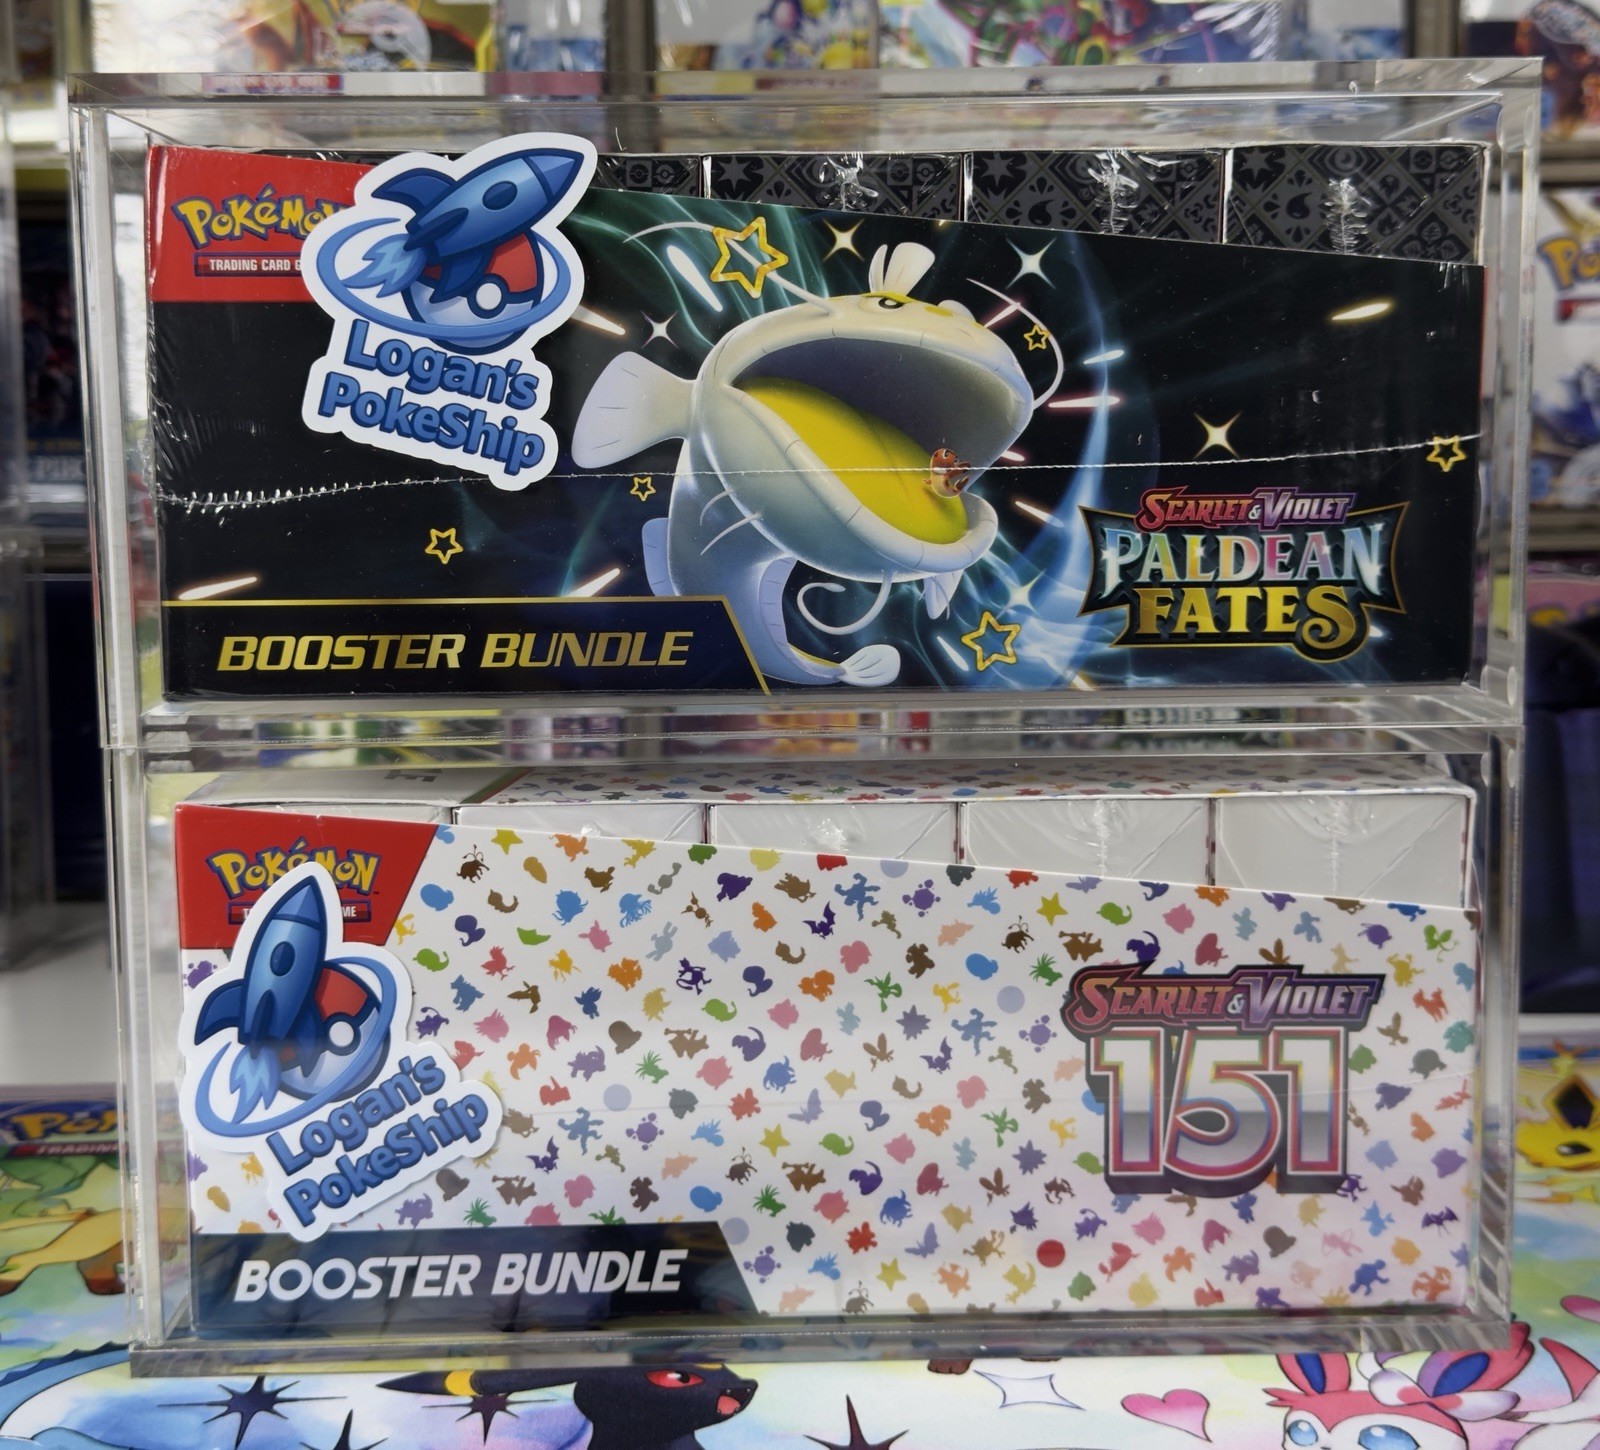 POKéMON
TRADING CARD G
Logan's
PokeShip
SCARLET & VIOLET
PALDEAN
FATES
BOOSTER BUNDLE
POKéMON
ME
Logan's
PokeShip
SCARLET & VIOLET
151
BOOSTER BUNDLE